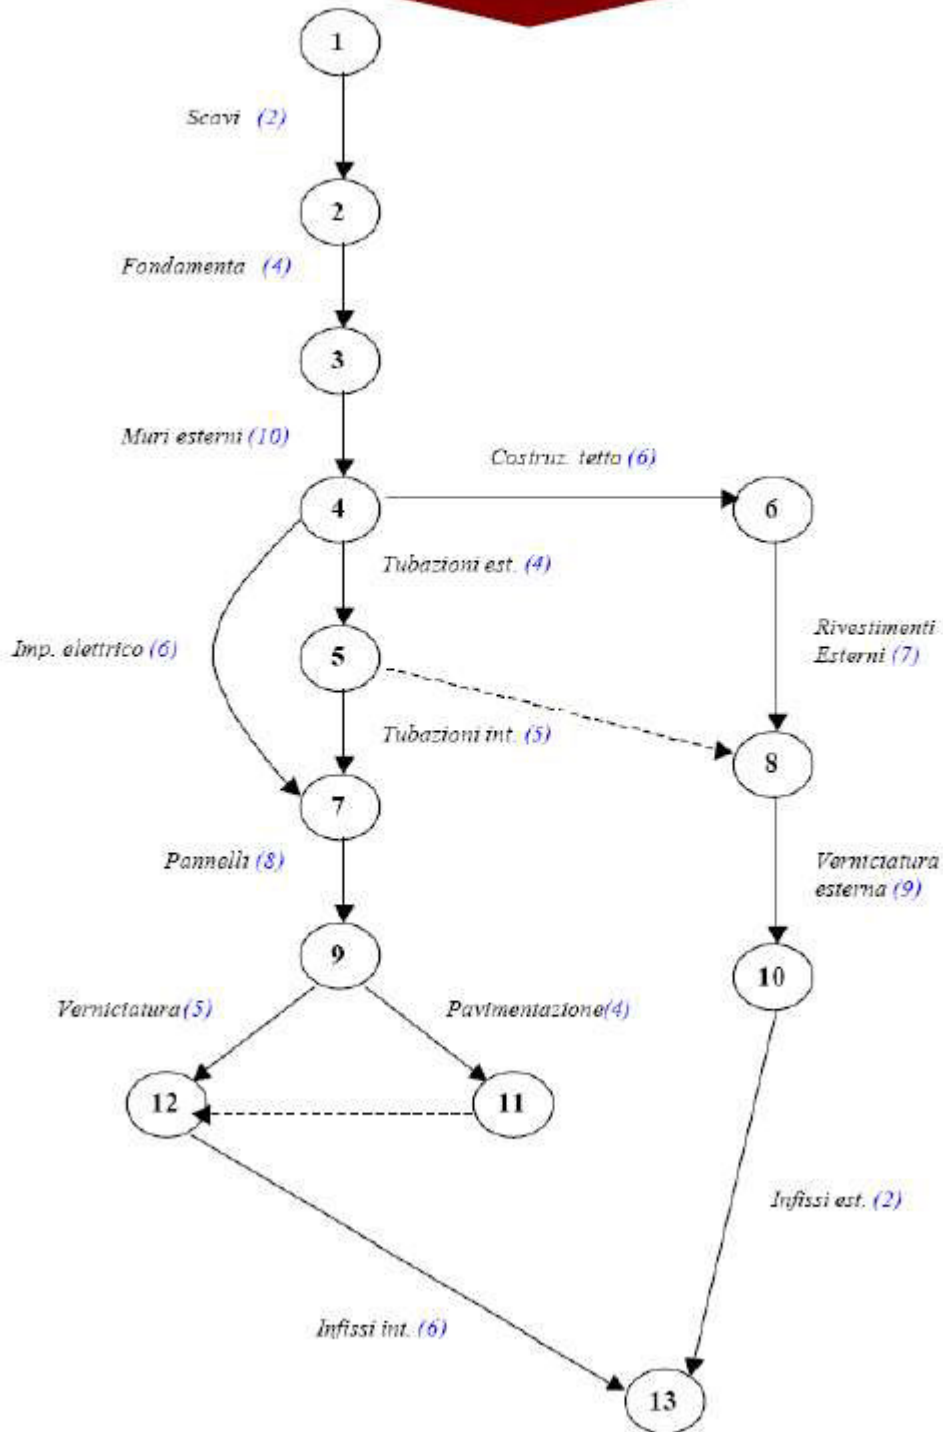 1
Scavi (2)
2
Fondamenta (4)
3
Muri esterni (10)
Costruz. tetto (6)
4
6
Tubazioni est. (4)
Imp. elettrico (6)
5
Rivestimenti
Esterni (7)
Tubazioni int. (5)
8
7
Pannelli (8)
Verniciatura
esterna (9)
9
10
Verniciatura (5)
Pavimentazione(4)
12
11
Infissi est. (2)
Infissi int. (6)
13